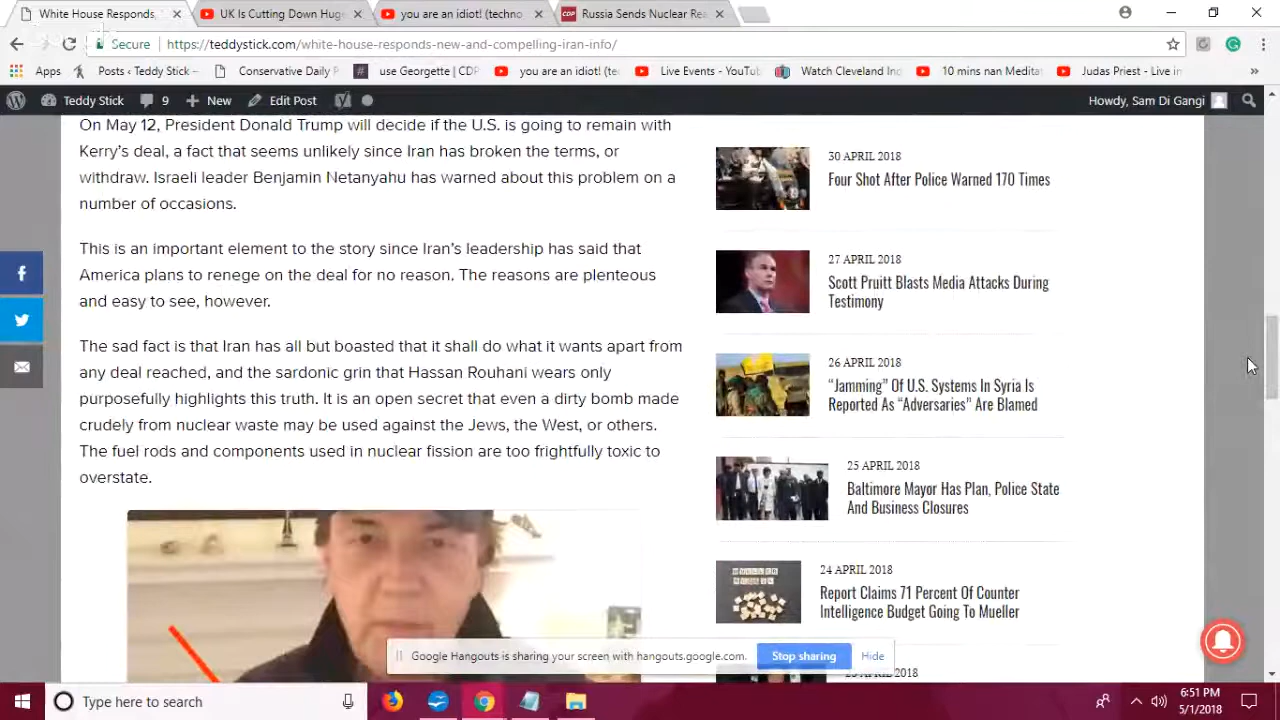 White House Responds
UK Is Cutting Down Huge
you are an idiot! (techno
Russia Sends Nuclear Rea
Secure
https://teddystick.com/white-house-responds-new-and-compelling-iran-info/
Apps
Posts ‹ Teddy Stick —
Conservative Daily P
use Georgette | CDP
you are an idiot! (tec
Live Events - YouTub
Watch Cleveland Ind
10 mins nan Meditat
Judas Priest - Live in
»
Teddy Stick
9
New
Edit Post
Howdy, Sam Di Gangi
On May 12, President Donald Trump will decide if the U.S. is going to remain with
Kerry's deal, a fact that seems unlikely since Iran has broken the terms, or
withdraw. Israeli leader Benjamin Netanyahu has warned about this problem on a
number of occasions.
This is an important element to the story since Iran's leadership has said that
America plans to renege on the deal for no reason. The reasons are plenteous
and easy to see, however.
The sad fact is that Iran has all but boasted that it shall do what it wants apart from
any deal reached, and the sardonic grin that Hassan Rouhani wears only
purposefully highlights this truth. It is an open secret that even a dirty bomb made
crudely from nuclear waste may be used against the Jews, the West, or others.
The fuel rods and components used in nuclear fission are too frightfully toxic to
overstate.
30 APRIL 2018
Four Shot After Police Warned 170 Times
27 APRIL 2018
Scott Pruitt Blasts Media Attacks During
Testimony
26 APRIL 2018
“Jamming” Of U.S. Systems In Syria Is
Reported As “Adversaries” Are Blamed
25 APRIL 2018
Baltimore Mayor Has Plan, Police State
And Business Closures
24 APRIL 2018
Report Claims 71 Percent Of Counter
Intelligence Budget Going To Mueller
APRIL 2018
Google Hangouts is sharing your screen with hangouts.google.com.
Stop sharing
Hide
Type here to search
6:51 PM
5/1/2018